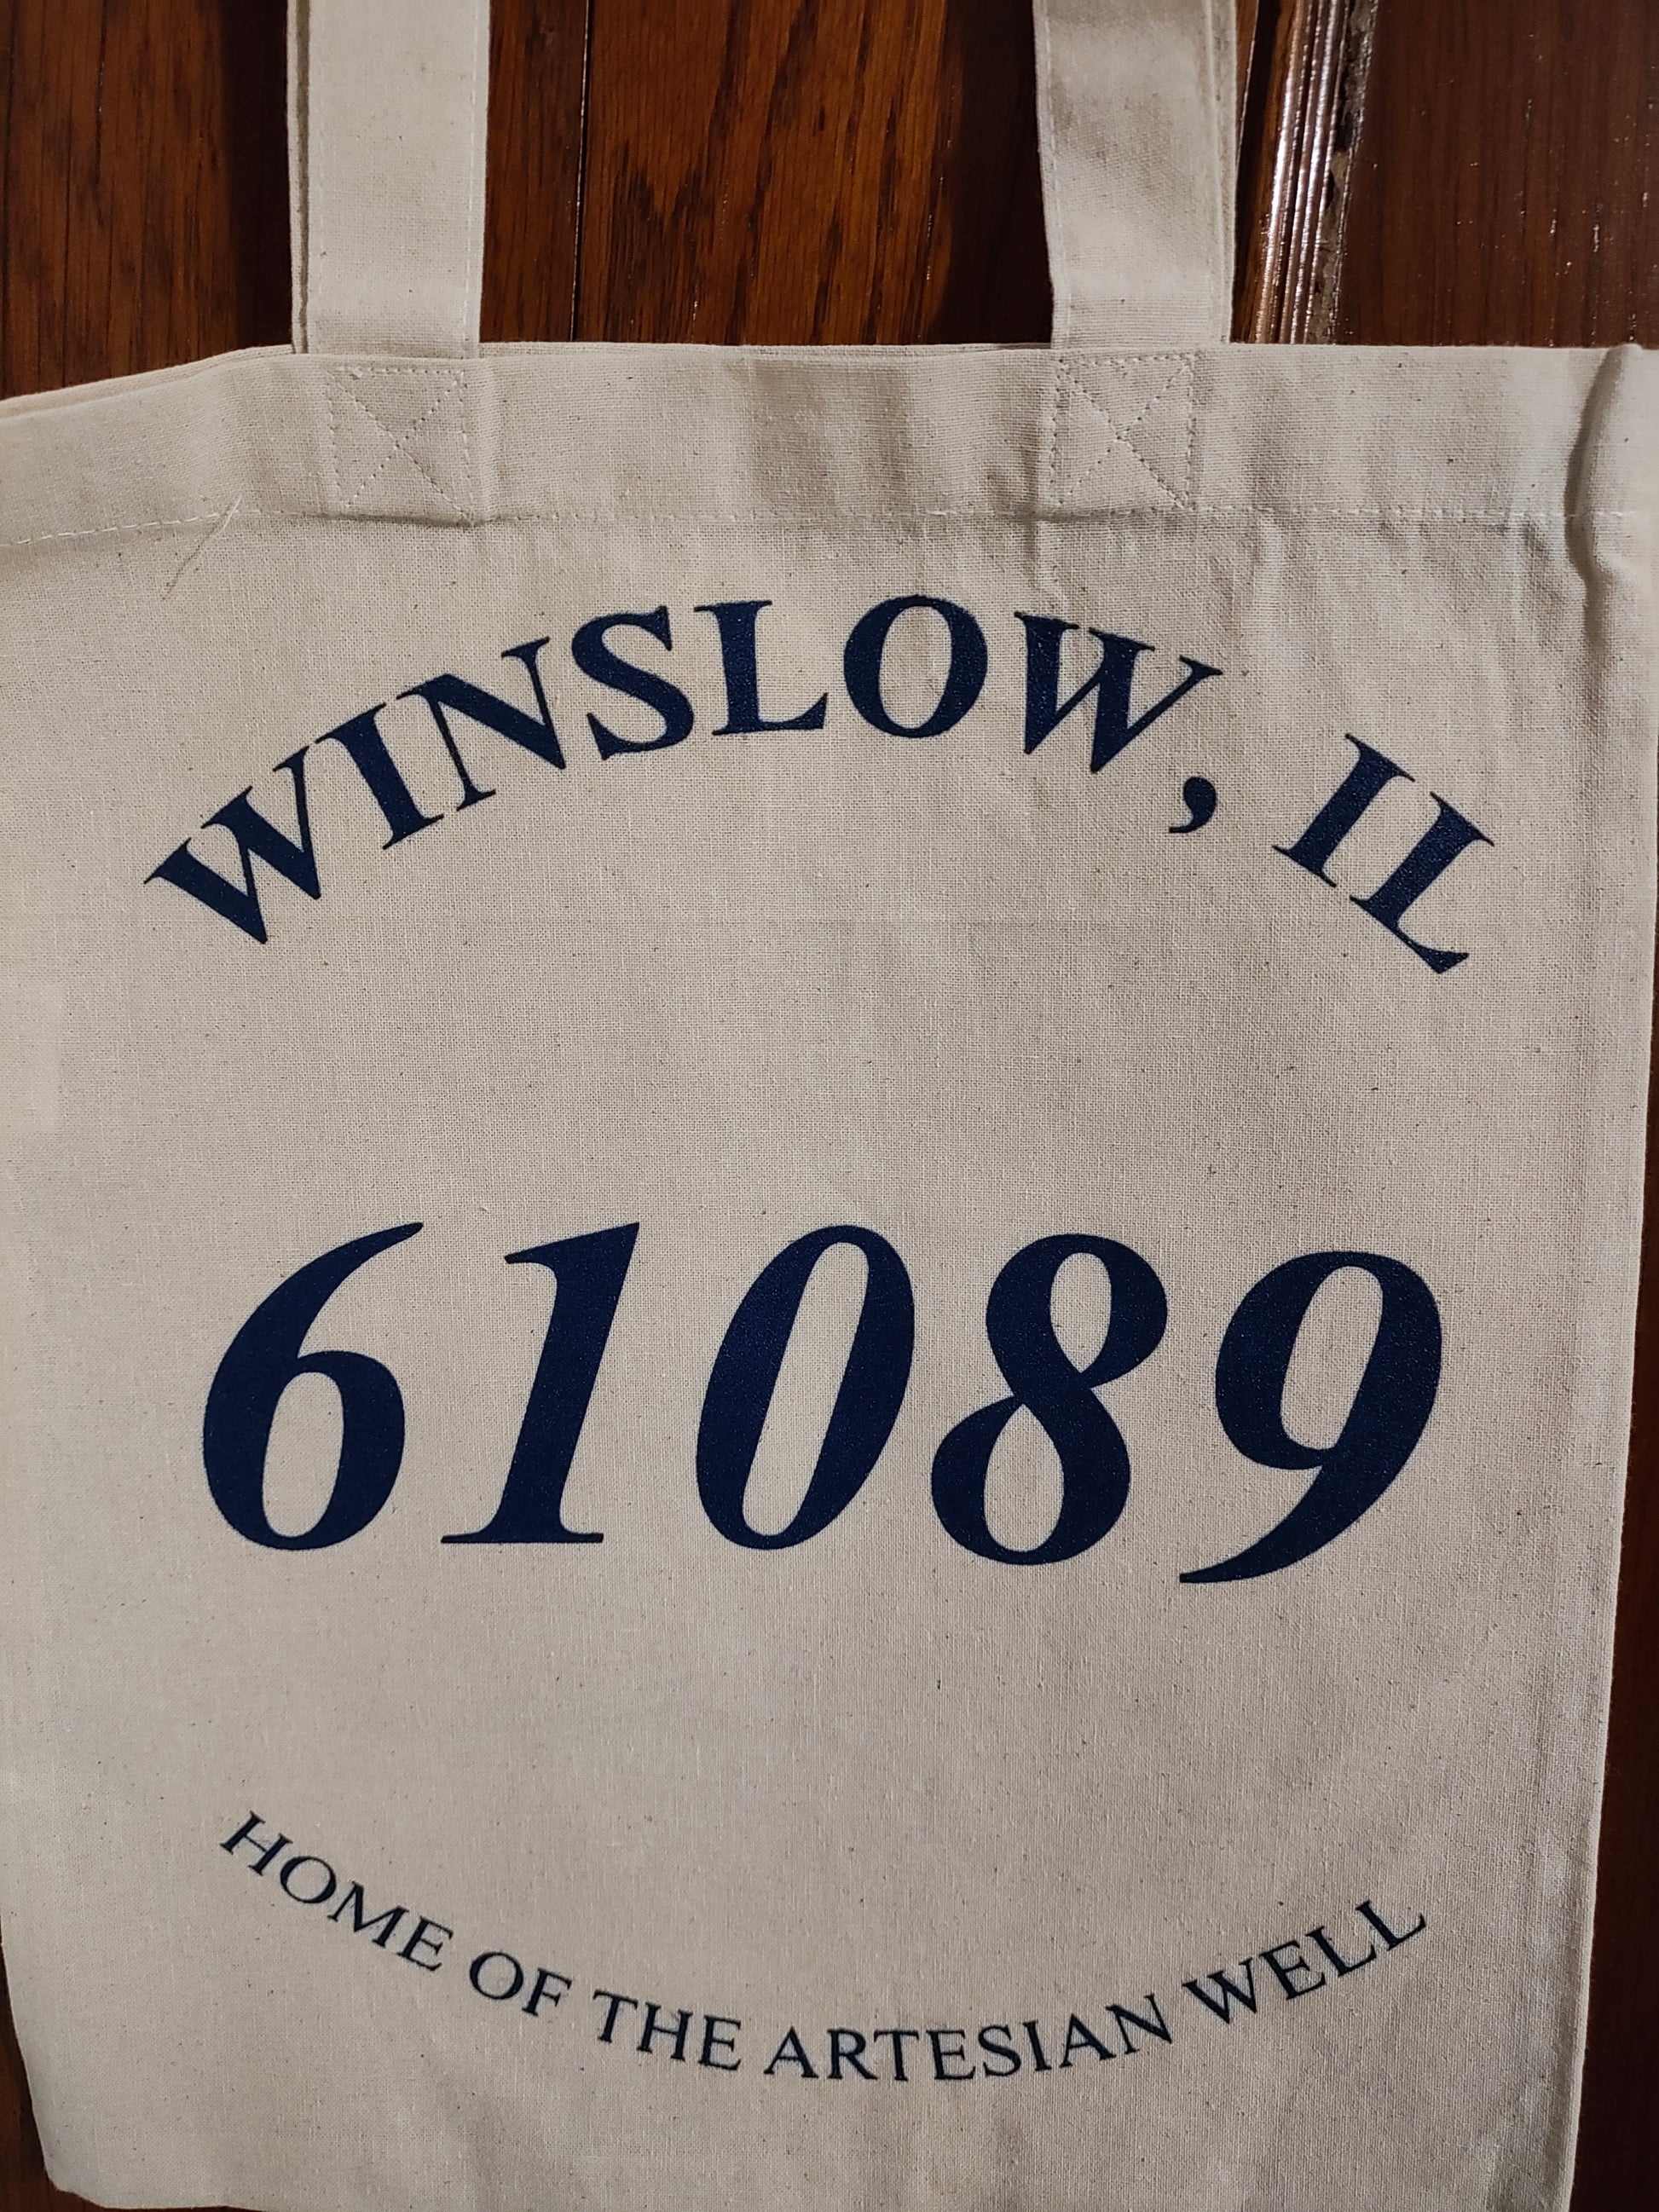 WINSLOW, IL
61089
HOME OF THE ARTESIAN WELL